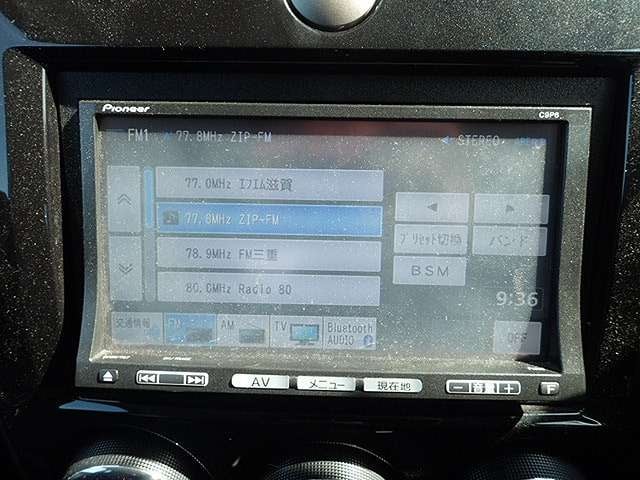 Pioneer
C9P6
FM1 77.8MHz ZIP-FM STEREO
77.0MHz エフエム滋賀
77.8MHz ZIP-FM
78.9MHz FM三重
80.0MHz Radio 80
プリセット切換
バンド
BSM
9:36
交通情報 FM AM TV Bluetooth AUDIO
OFF
AV メニュー 現在地 − 音量 + F